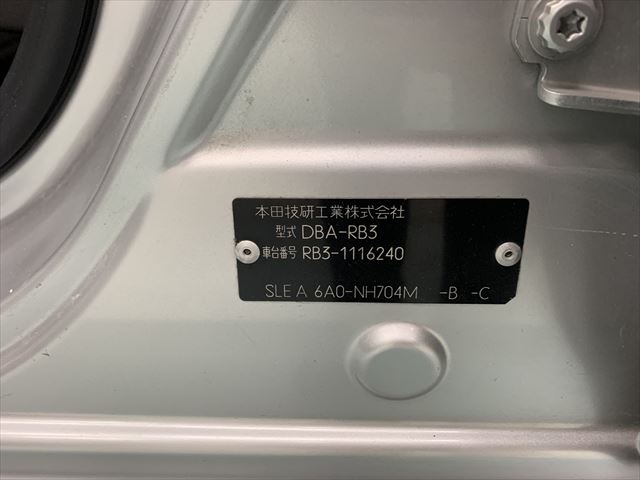 本田技研工業株式会社
型式 DBA-RB3
車台番号 RB3-1116240
SLE A 6A0-NH704M -B -C